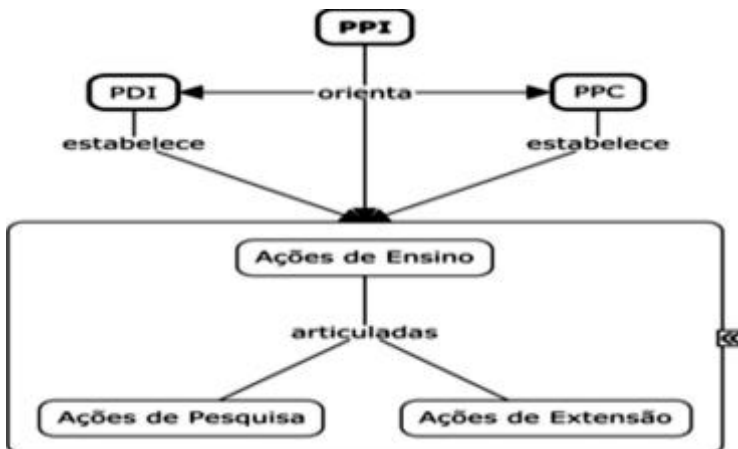 PPI
PDI
orienta
PPC
estabelece
estabelece
Ações de Ensino
articuladas
Ações de Pesquisa
Ações de Extensão